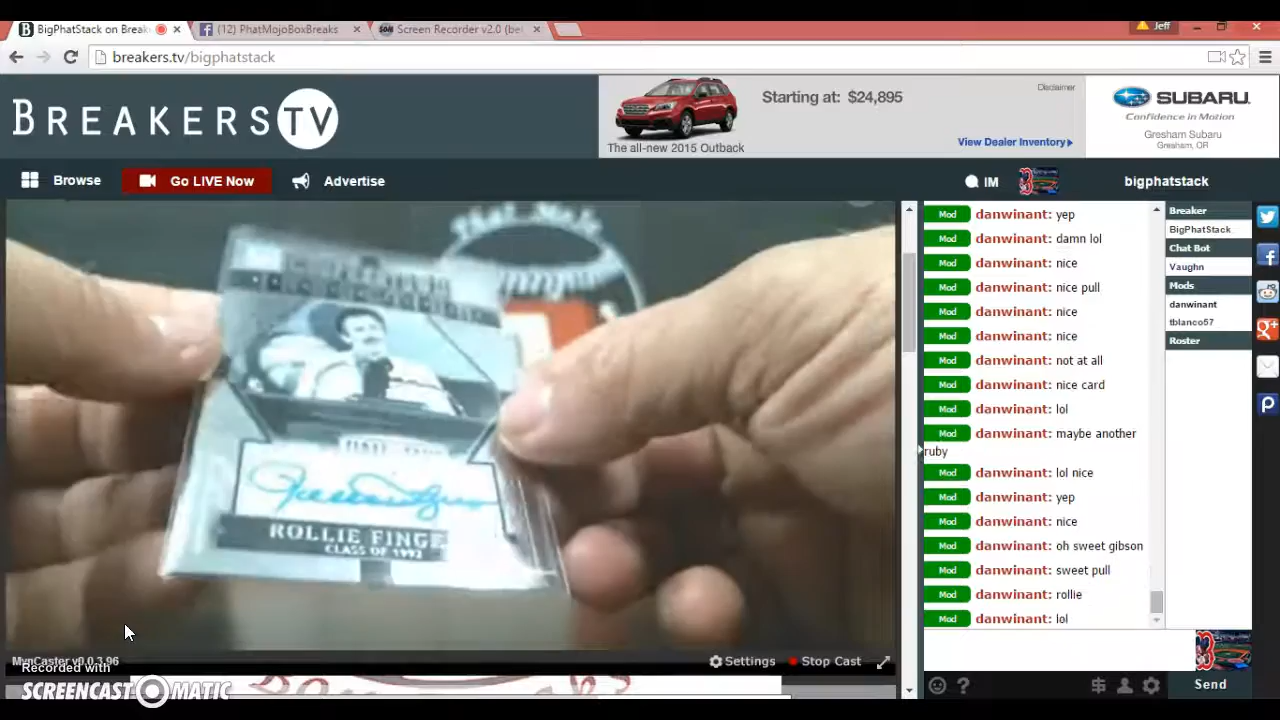 BigPhatStack on Break
(12) PhatMojoBoxBreaks
Screen Recorder v2.0 (be
Jeff
breakers.tv/bigphatstack
BREAKERS TV
Starting at: $24,895
Disclaimer
The all-new 2015 Outback
View Dealer Inventory
SUBARU
Confidence in Motion
Gresham Subaru
Gresham, OR
Browse
Go LIVE Now
Advertise
IM
bigphatstack
Phat Mojo
ROLLIE FINGE
CLASS OF 1992
Mod danwinant: yep
Mod danwinant: damn lol
Mod danwinant: nice
Mod danwinant: nice pull
Mod danwinant: nice
Mod danwinant: nice
Mod danwinant: not at all
Mod danwinant: nice card
Mod danwinant: lol
Mod danwinant: maybe another
ruby
Mod danwinant: lol nice
Mod danwinant: yep
Mod danwinant: nice
Mod danwinant: oh sweet gibson
Mod danwinant: sweet pull
Mod danwinant: rollie
Mod danwinant: lol
Breaker
BigPhatStack
Chat Bot
Vaughn
Mods
danwinant
tblanco57
Roster
Settings
Stop Cast
Send
Recorded with
SCREENCAST MATIC